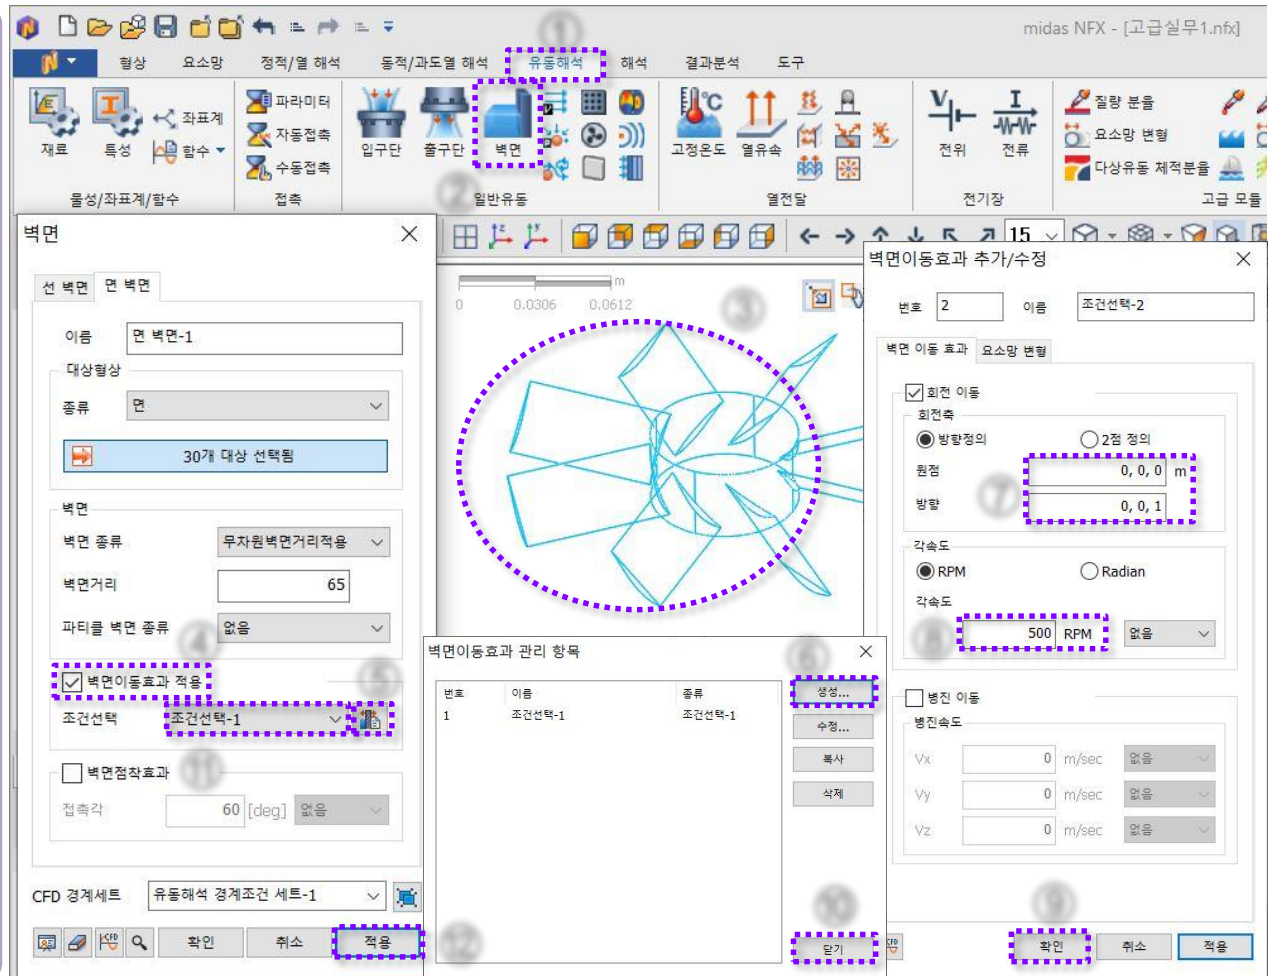 midas NFX - [고급실무1.nfx]
①
형상 요소망 정적/열 해석 동적/과도열 해석 유동해석 해석 결과분석 도구
재료 특성 좌표계 함수
물성/좌표계/함수
파라미터
자동접촉
수동접촉
접촉
입구단 출구단 벽면
② 일반유동
고정온도 열유속
열전달
전위 전류
전기장
질량 분율
요소망 변형
다상유동 체적분율
고급 모듈
15
벽면
선 벽면 면 벽면
이름 면 벽면-1
대상형상
종류 면
30개 대상 선택됨
벽면
벽면 종류 무차원벽면거리적용
벽면거리 65
파티클 벽면 종류 없음
④ ⑤
벽면이동효과 적용
조건선택 조건선택-1
⑪
벽면점착효과
접촉각 60 [deg] 없음
CFD 경계세트 유동해석 경계조건 세트-1
확인 취소 적용 ⑫
m
0 0.0306 0.0612
③
벽면이동효과 관리 항목
⑥
번호 이름 종류
1 조건선택-1 조건선택-1
생성...
수정...
복사
삭제
⑩
닫기
벽면이동효과 추가/수정
번호 2 이름 조건선택-2
벽면 이동 효과 요소망 변형
회전 이동
회전축
방향정의 2점 정의
원점 0, 0, 0 m
⑦
방향 0, 0, 1
각속도
RPM Radian
각속도
⑧ 500 RPM 없음
병진 이동
병진속도
Vx 0 m/sec 없음
Vy 0 m/sec 없음
Vz 0 m/sec 없음
⑨
확인 취소 적용